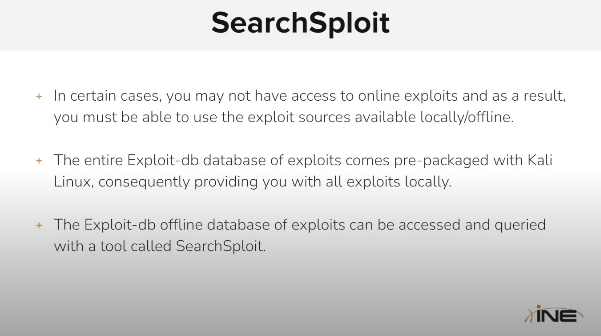 SearchSploit
+ In certain cases, you may not have access to online exploits and as a result,
you must be able to use the exploit sources available locally/offline.
+ The entire Exploit-db database of exploits comes pre-packaged with Kali
Linux, consequently providing you with all exploits locally.
+ The Exploit-db offline database of exploits can be accessed and queried
with a tool called SearchSploit.
iNE